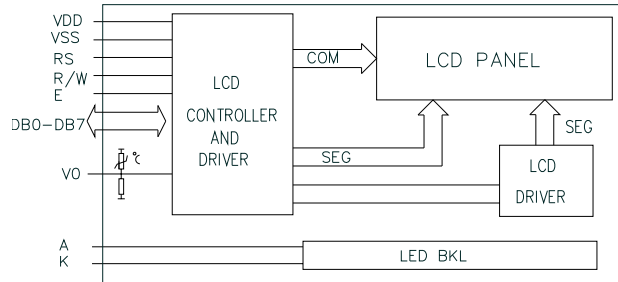 VDD
VSS
RS
R/W
E
DB0-DB7
V0
℃
A
K
LCD
CONTROLLER
AND
DRIVER
COM
SEG
LCD PANEL
SEG
LCD
DRIVER
LED BKL